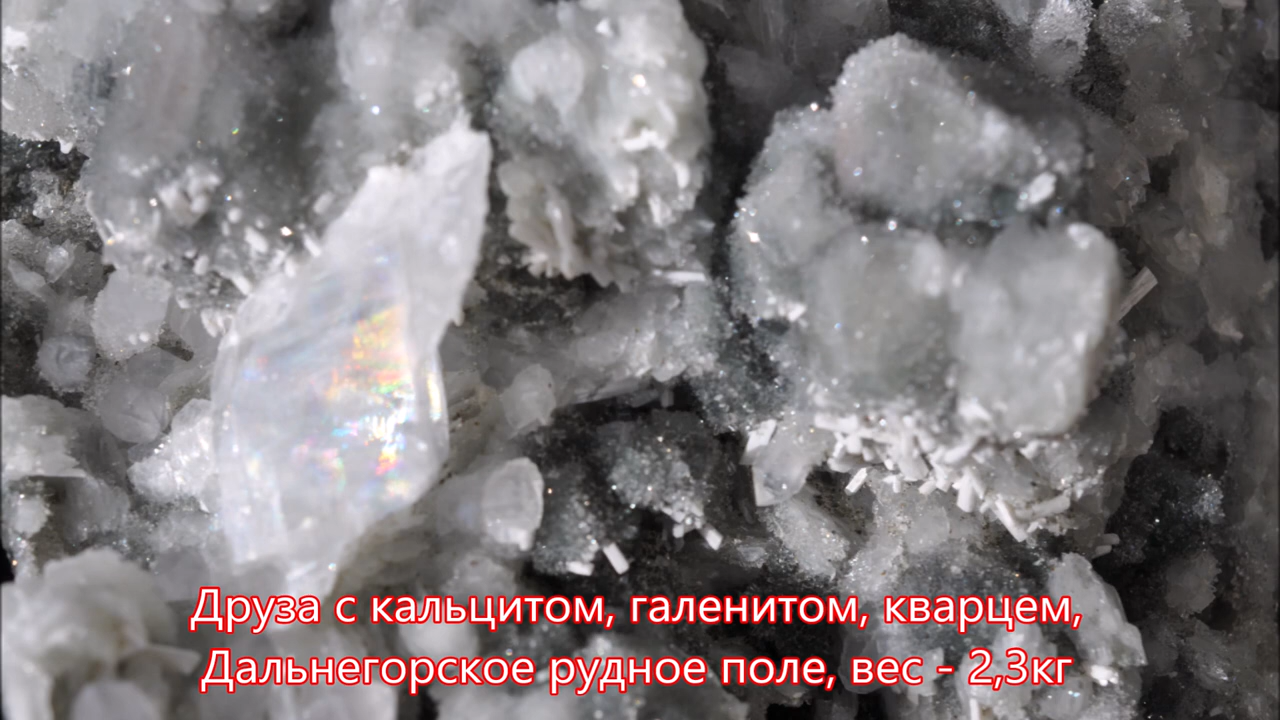 Друза с кальцитом, галенитом, кварцем,
Дальнегорское рудное поле, вес - 2,3кг